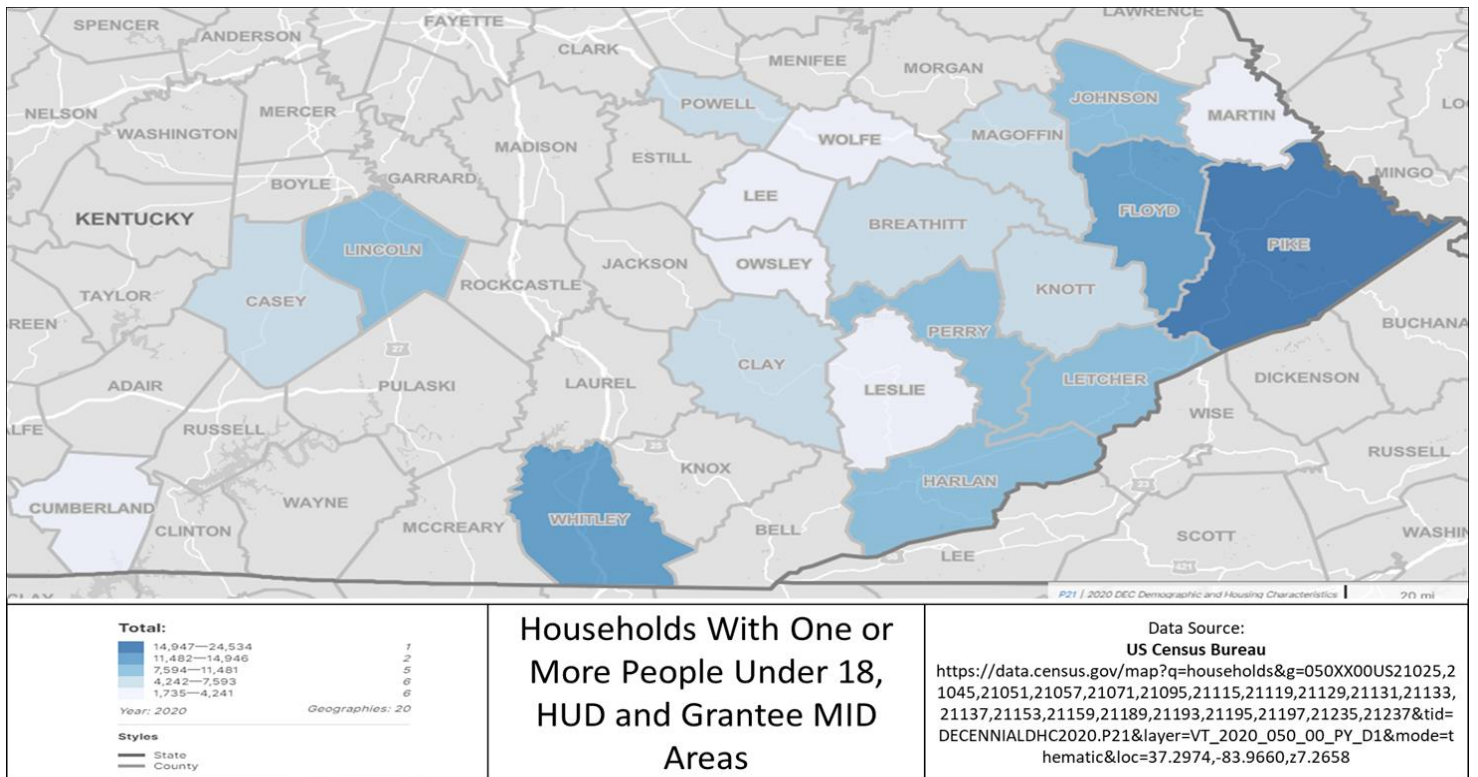 SPENCER
ANDERSON
FAYETTE
CLARK
MENIFEE
MORGAN
LAWRENCE
NELSON
MERCER
WASHINGTON
MADISON
ESTILL
POWELL
WOLFE
MAGOFFIN
JOHNSON
MARTIN
BOYLE
GARRARD
LEE
MINGO
KENTUCKY
LINCOLN
BREATHITT
FLOYD
PIKE
JACKSON
OWSLEY
TAYLOR
CASEY
ROCKCASTLE
KNOTT
REEN
PERRY
BUCHANA
27
ADAIR
PULASKI
LAUREL
CLAY
LESLIE
LETCHER
DICKENSON
ALFE
RUSSELL
25
WISE
KNOX
RUSSELL
HARLAN
23
CUMBERLAND
WAYNE
WHITLEY
CLINTON
MCCREARY
BELL
LEE
SCOTT
WASHIN
421
CLAY
P21 | 2020 DEC Demographic and Housing Characteristics
20 mi
Total:
14,947—24,534 1
11,482—14,946 2
7,594—11,481 5
4,242—7,593 6
1,735—4,241 6
Year: 2020 Geographies: 20
Styles
State
County
Households With One or
More People Under 18,
HUD and Grantee MID
Areas
Data Source:
US Census Bureau
https://data.census.gov/map?q=households&g=050XX00US21025,2
1045,21051,21057,21071,21095,21115,21119,21129,21131,21133,
21137,21153,21159,21189,21193,21195,21197,21235,21237&tid=
DECENNIALDHC2020.P21&layer=VT_2020_050_00_PY_D1&mode=t
hematic&loc=37.2974,-83.9660,z7.2658